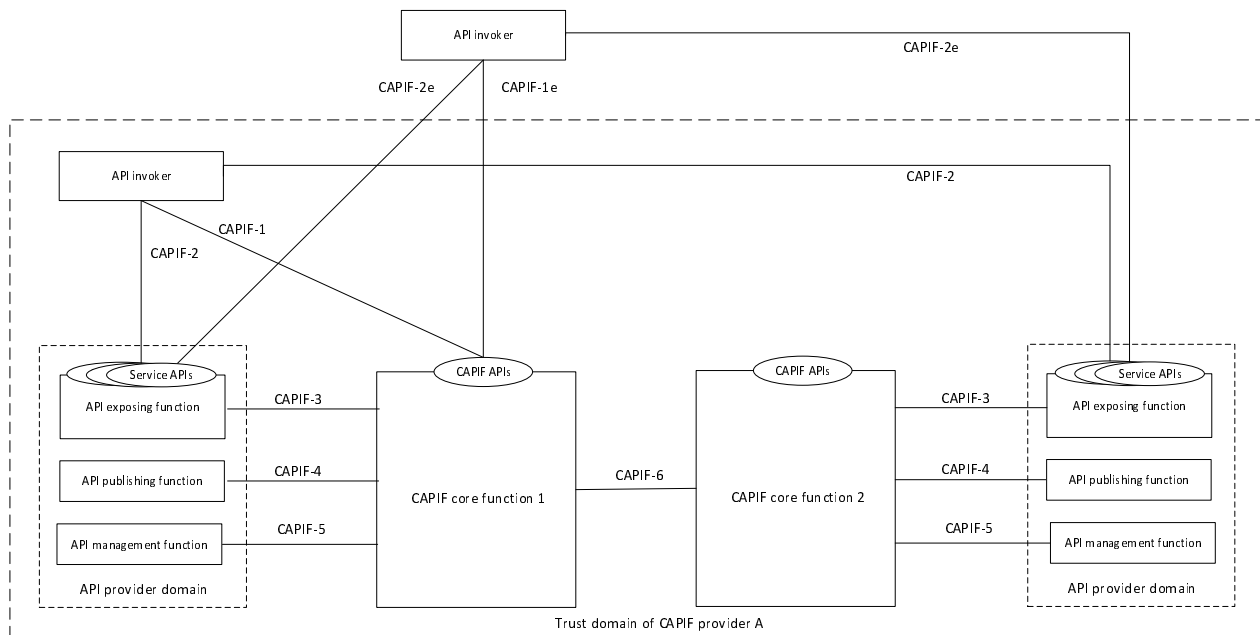 API invoker
CAPIF-2e
CAPIF-2e
CAPIF-1e
API invoker
CAPIF-2
CAPIF-1
CAPIF-2
Service APIs
CAPIF APIs
CAPIF APIs
Service APIs
API exposing function
CAPIF-3
CAPIF-3
API exposing function
API publishing function
CAPIF-4
CAPIF-6
CAPIF-4
API publishing function
CAPIF core function 1
CAPIF core function 2
API management function
CAPIF-5
CAPIF-5
API management function
API provider domain
API provider domain
Trust domain of CAPIF provider A